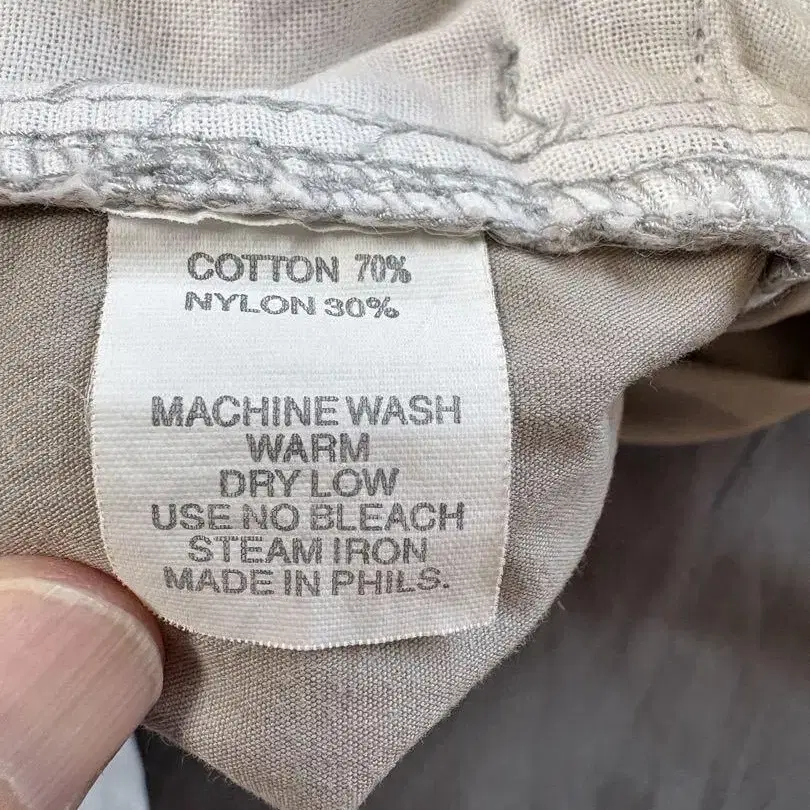 COTTON 70%
NYLON 30%
MACHINE WASH
WARM
DRY LOW
USE NO BLEACH
STEAM IRON
MADE IN PHILS.